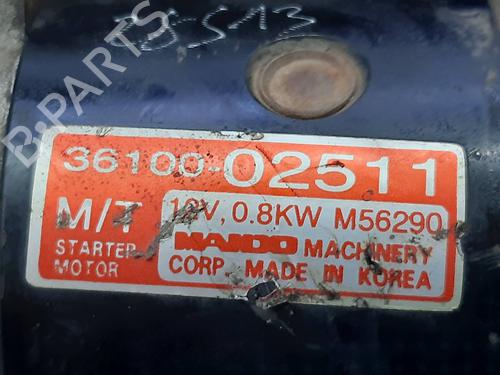 36100-02511
M/T
STARTER
MOTOR
12V, 0.8KW M56290
MANDO MACHINERY
CORP. MADE IN KOREA
B-PARTS